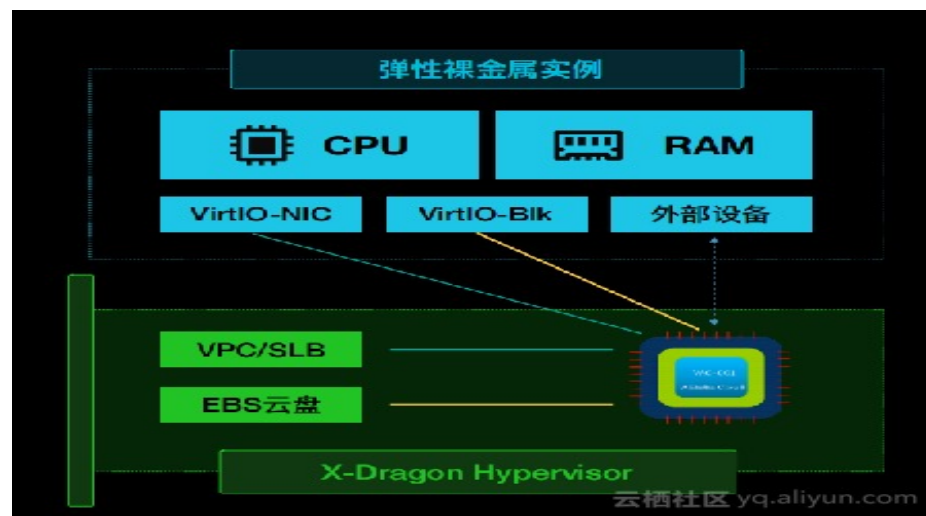 弹性裸金属实例
CPU
RAM
VirtIO-NIC
VirtIO-Blk
外部设备
VPC/SLB
EBS云盘
X-Dragon Hypervisor
云栖社区 yq.aliyun.com